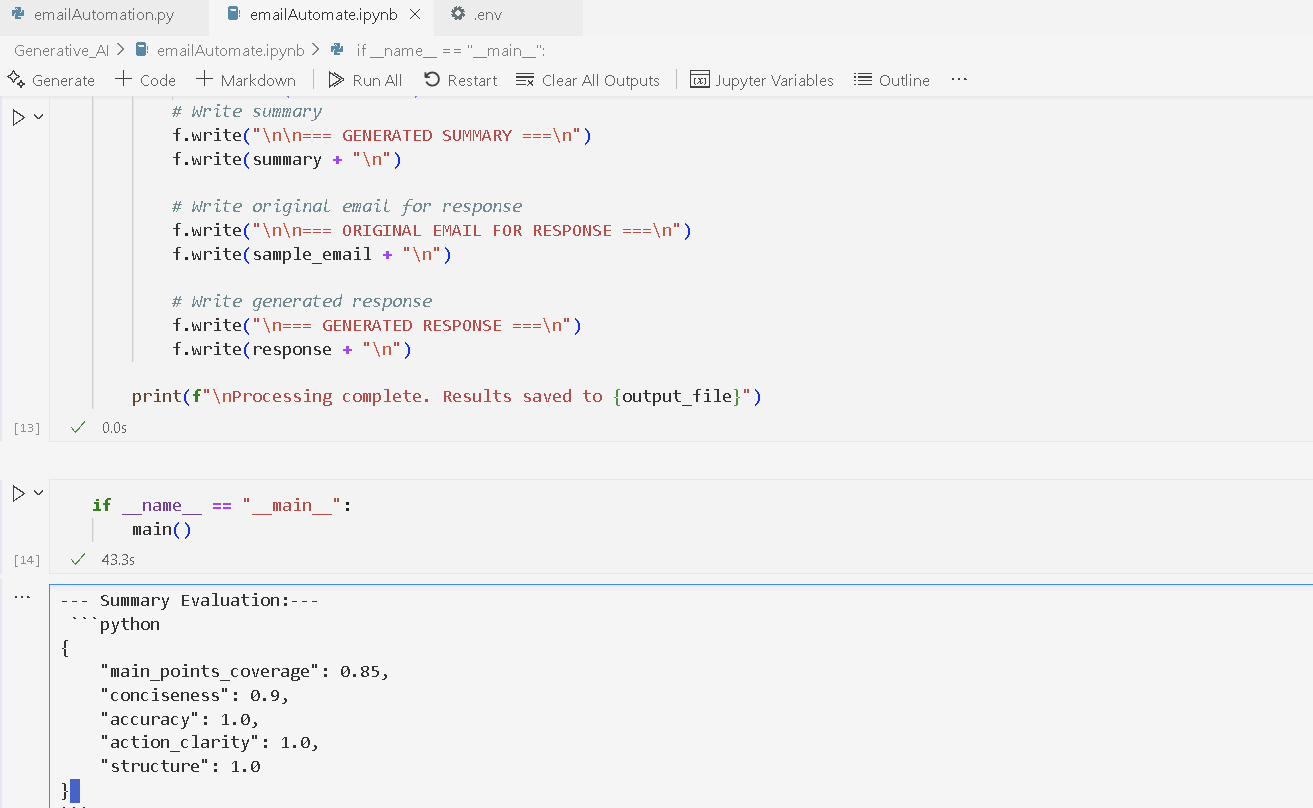 emailAutomation.py emailAutomate.ipynb .env
Generative_AI > emailAutomate.ipynb > if __name__ == "__main__":
Generate + Code + Markdown Run All Restart Clear All Outputs Jupyter Variables Outline ...
# Write summary
f.write("\n\n=== GENERATED SUMMARY ===\n")
f.write(summary + "\n")
# Write original email for response
f.write("\n\n=== ORIGINAL EMAIL FOR RESPONSE ===\n")
f.write(sample_email + "\n")
# Write generated response
f.write("\n=== GENERATED RESPONSE ===\n")
f.write(response + "\n")
print(f"\nProcessing complete. Results saved to {output_file}")
[13] 0.0s
if __name__ == "__main__":
main()
[14] 43.3s
--- Summary Evaluation:---
```python
{
"main_points_coverage": 0.85,
"conciseness": 0.9,
"accuracy": 1.0,
"action_clarity": 1.0,
"structure": 1.0
}